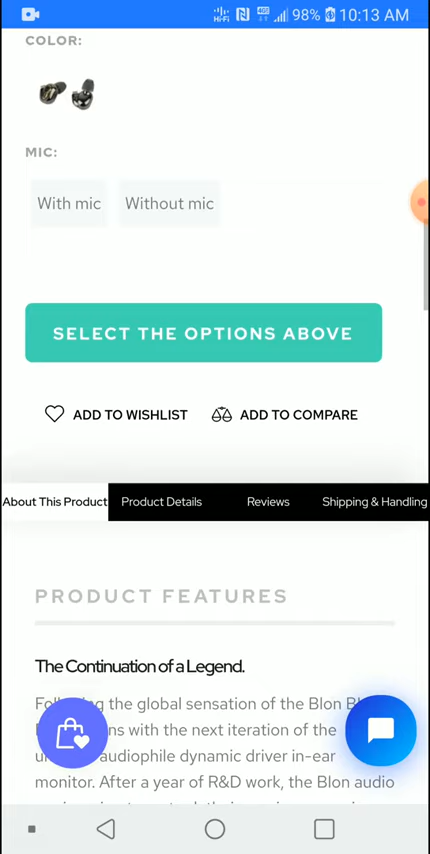 HiFi 4G 98% 10:13 AM
COLOR:
MIC:
With mic Without mic
SELECT THE OPTIONS ABOVE
ADD TO WISHLIST ADD TO COMPARE
About This Product Product Details Reviews Shipping & Handling
PRODUCT FEATURES
The Continuation of a Legend.
the global sensation of the Blon
with the next iteration of the
audiophile dynamic driver in-ear
monitor. After a year of R&D work, the Blon audio